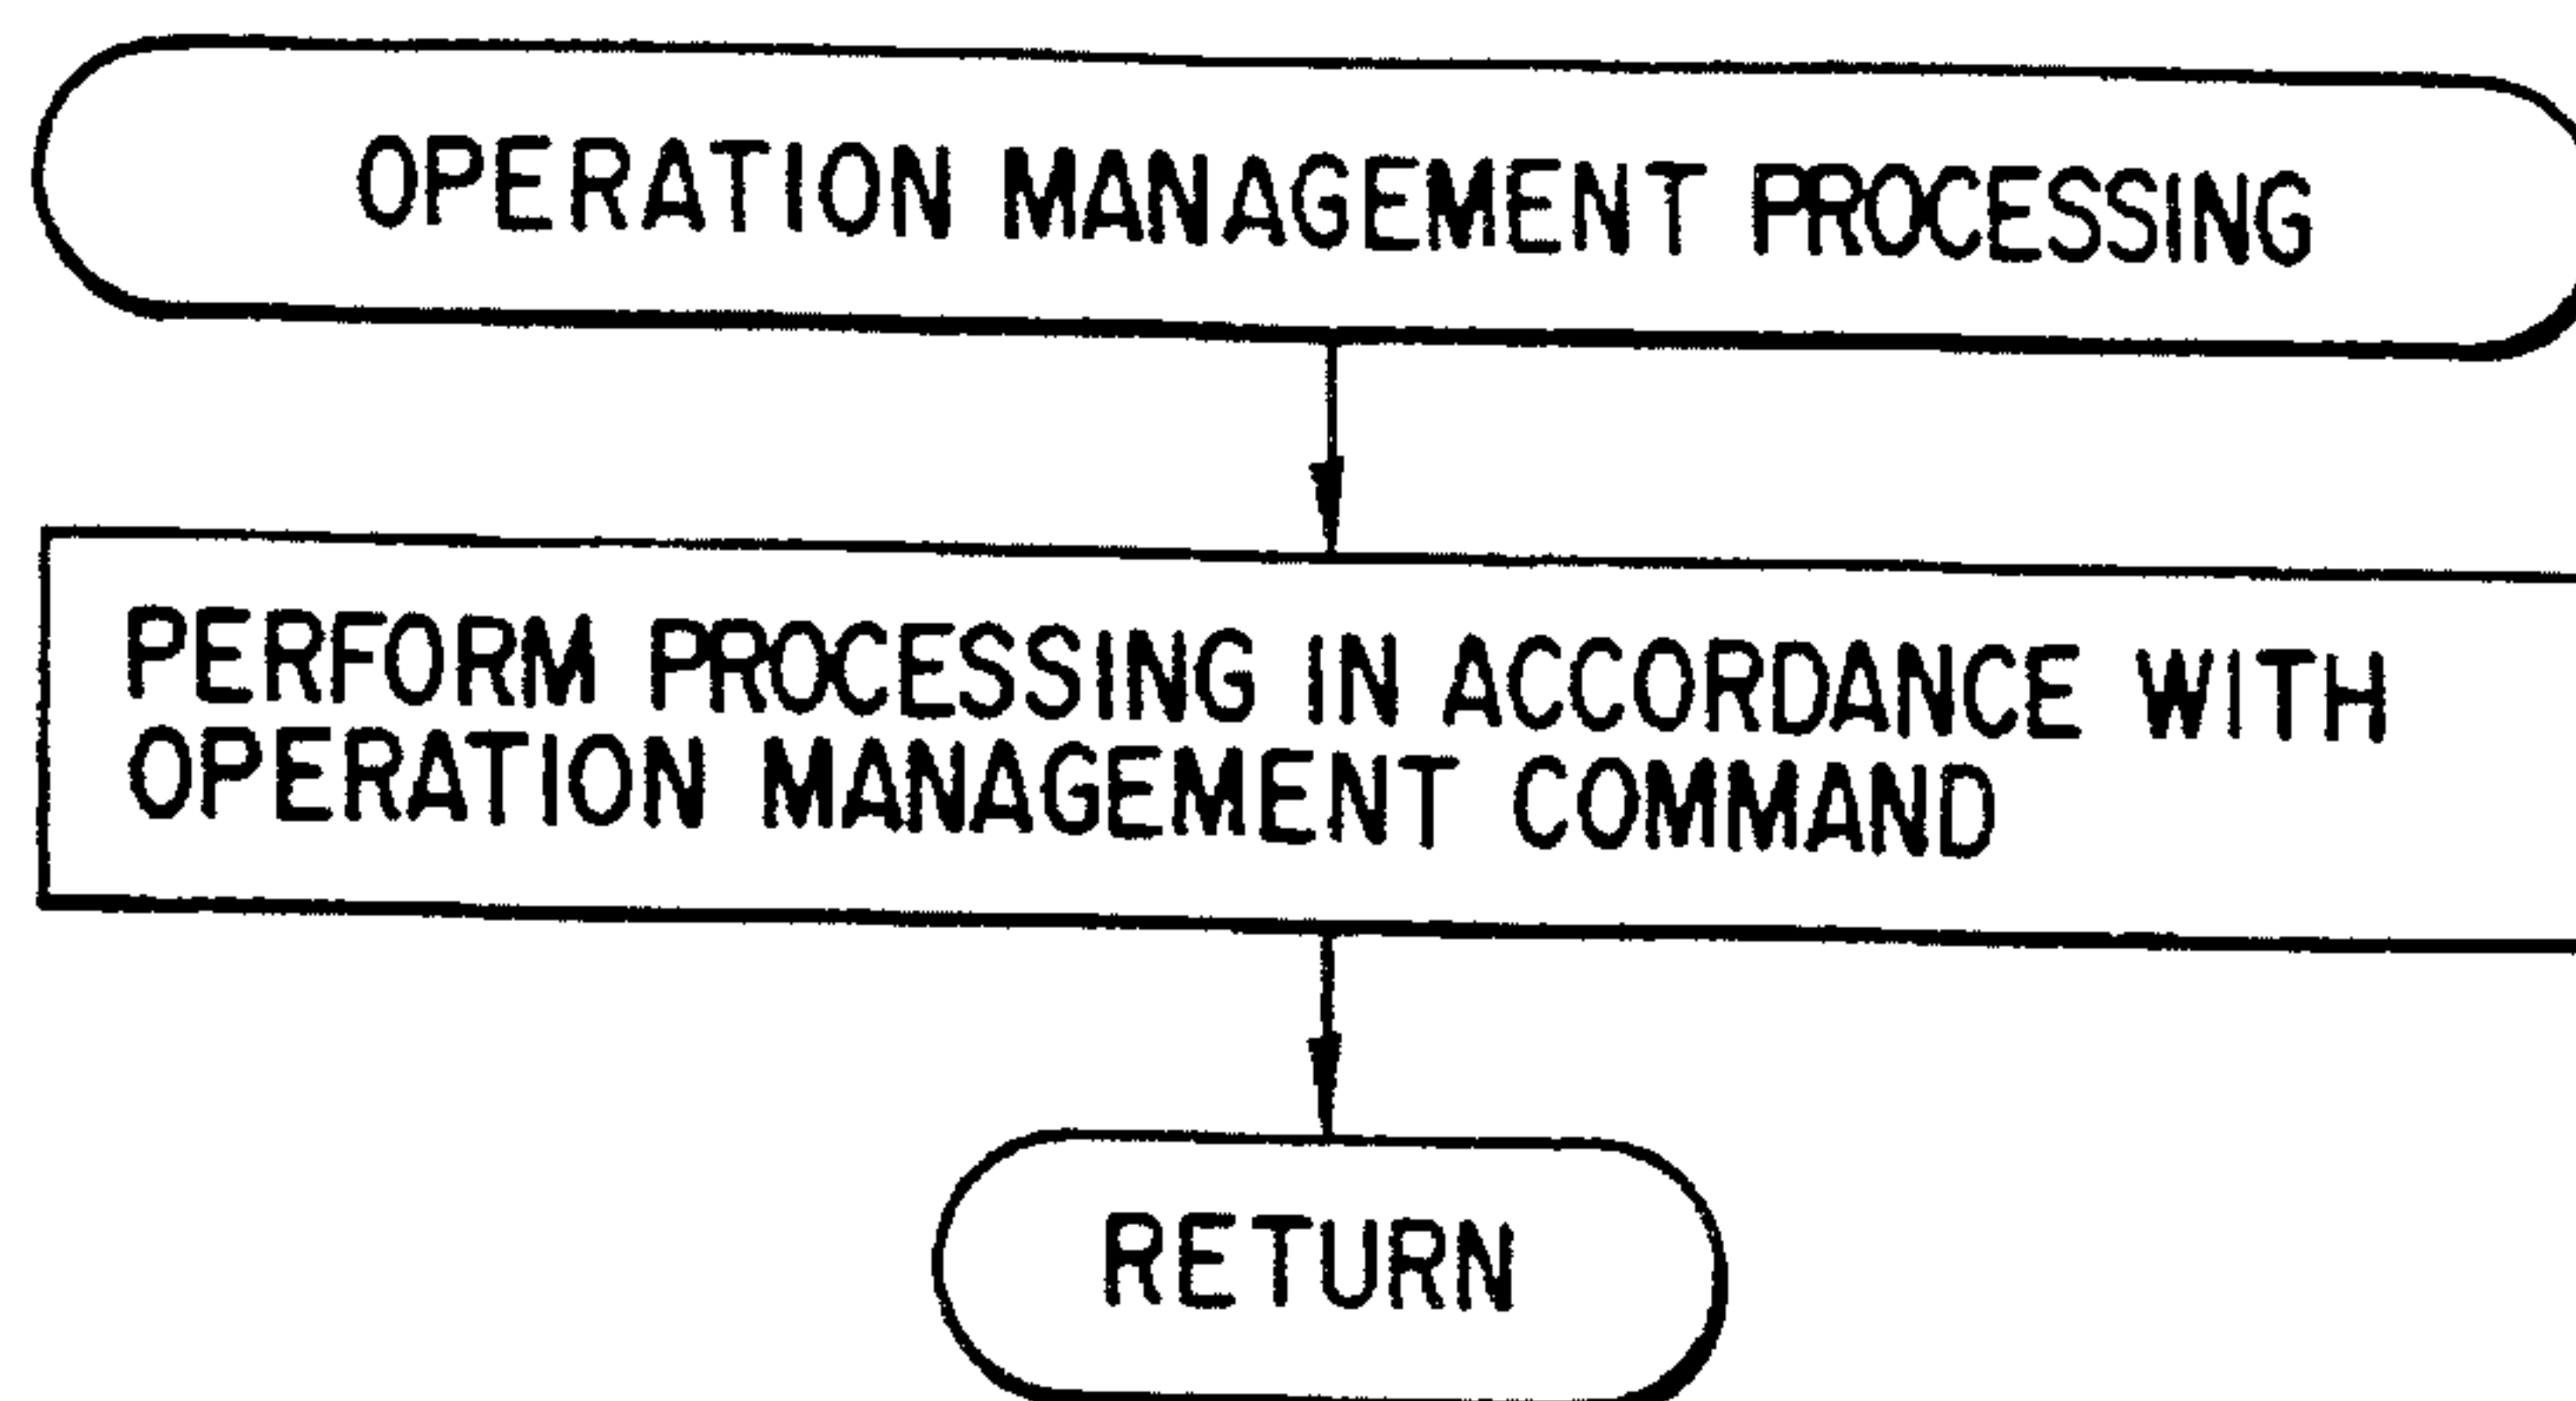 OPERATION MANAGEMENT PROCESSING
PERFORM PROCESSING IN ACCORDANCE WITH
OPERATION MANAGEMENT COMMAND
RETURN